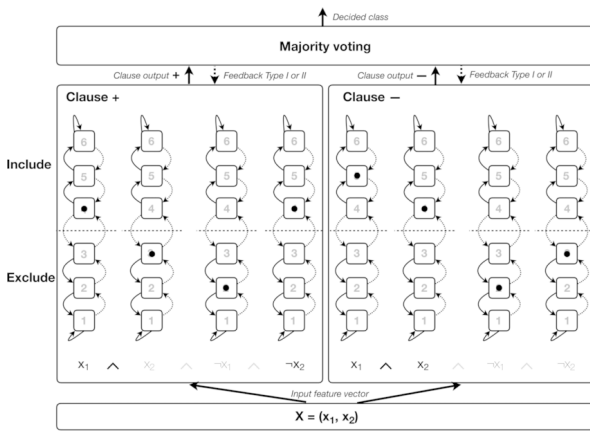 Decided class
Majority voting
Clause output + Feedback Type I or II Clause output − Feedback Type I or II
Clause + Clause −
6 6 6 6 6 6 6 6
Include
5 5 5 5 5 5 5
4 4 4 4 4
3 3 3 3 3 3
Exclude
2 2 2 2 2 2
1 1 1 1 1 1 1 1
x₁ ∧ x₂ ∧ ¬x₁ ∧ ¬x₂ x₁ ∧ x₂ ∧ ¬x₁ ∧ ¬x₂
Input feature vector
X = (x₁, x₂)